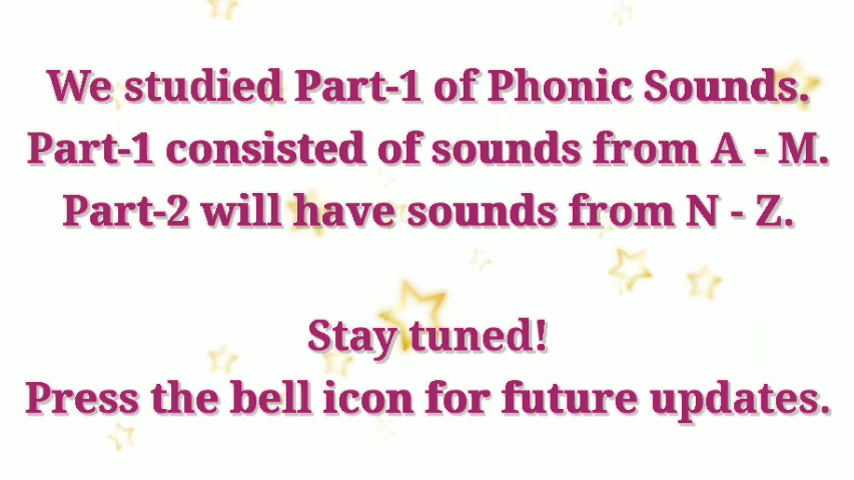 We studied Part-1 of Phonic Sounds.
Part-1 consisted of sounds from A - M.
Part-2 will have sounds from N - Z.
Stay tuned!
Press the bell icon for future updates.